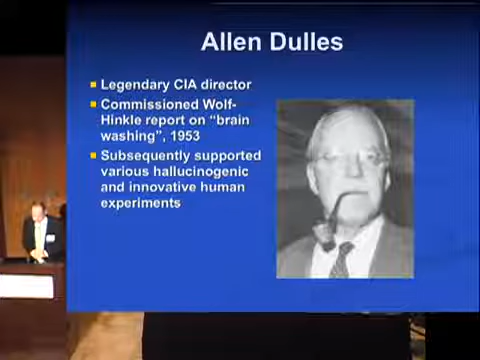 Allen Dulles
Legendary CIA director
Commissioned Wolf-
Hinkle report on “brain
washing”, 1953
Subsequently supported
various hallucinogenic
and innovative human
experiments